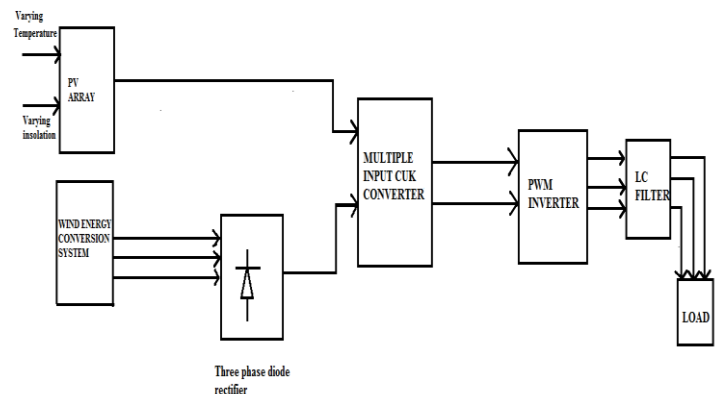 Varying
Temperature
PV
ARRAY
Varying
insolation
WIND ENERGY
CONVERSION
SYSTEM
Three phase diode
rectifier
MULTIPLE
INPUT CUK
CONVERTER
PWM
INVERTER
LC
FILTER
LOAD